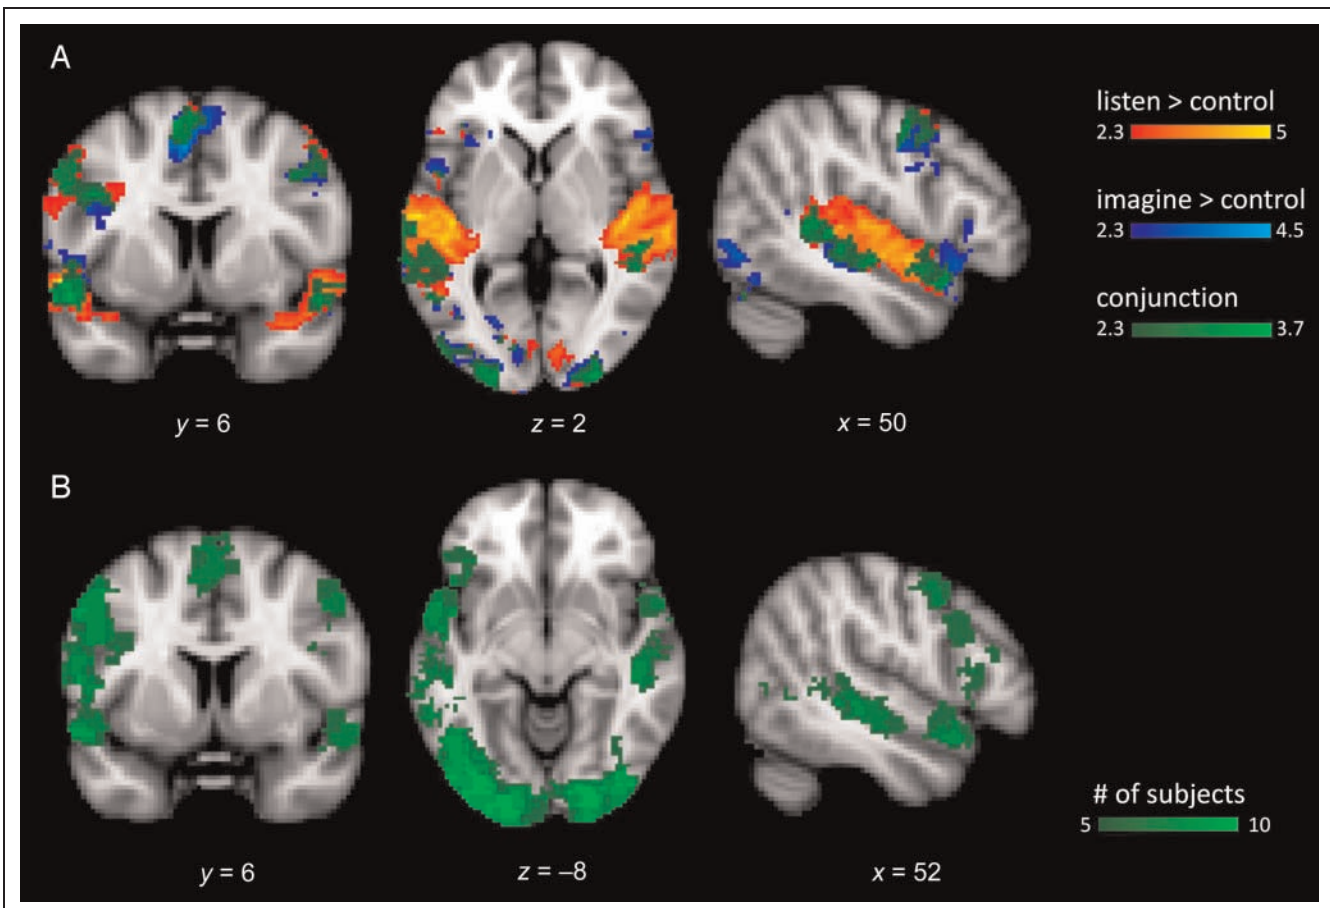 A
listen > control
2.3 5
imagine > control
2.3 4.5
conjunction
2.3 3.7
y = 6 z = 2 x = 50
B
# of subjects
5 10
y = 6 z = –8 x = 52